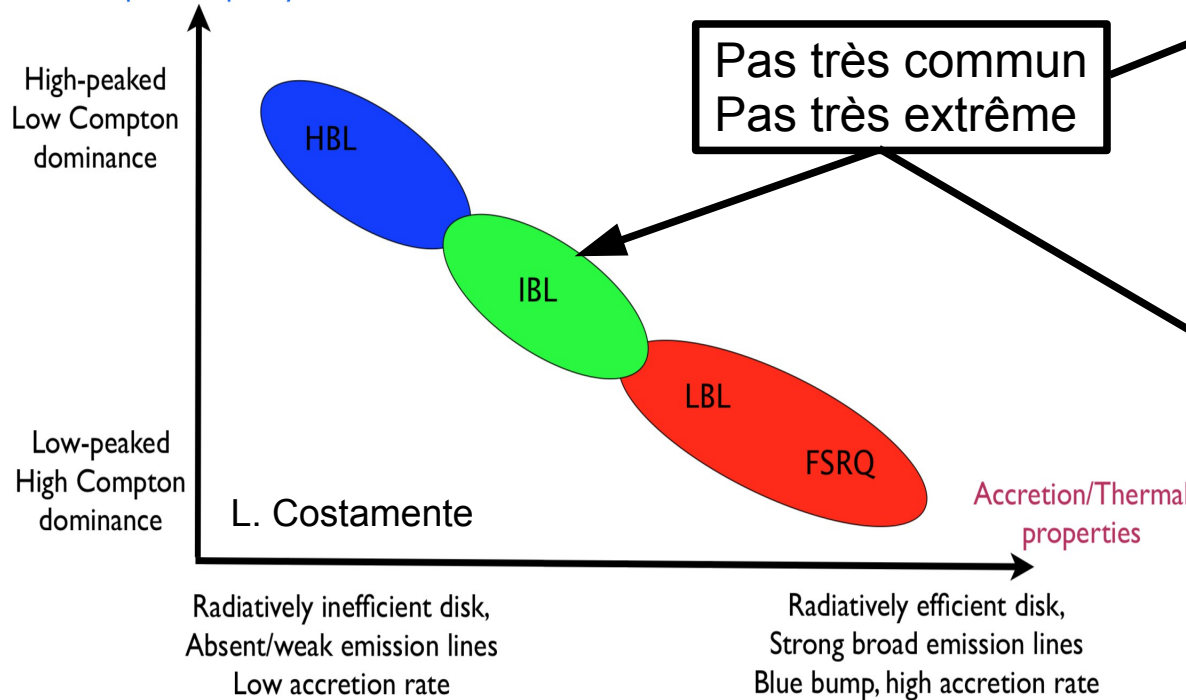 High-peaked
Low Compton
dominance
Pas très commun
Pas très extrême
HBL
IBL
LBL
FSRQ
Low-peaked
High Compton
dominance
L. Costamente
Accretion/Thermal
properties
Radiatively inefficient disk,
Absent/weak emission lines
Low accretion rate
Radiatively efficient disk,
Strong broad emission lines
Blue bump, high accretion rate